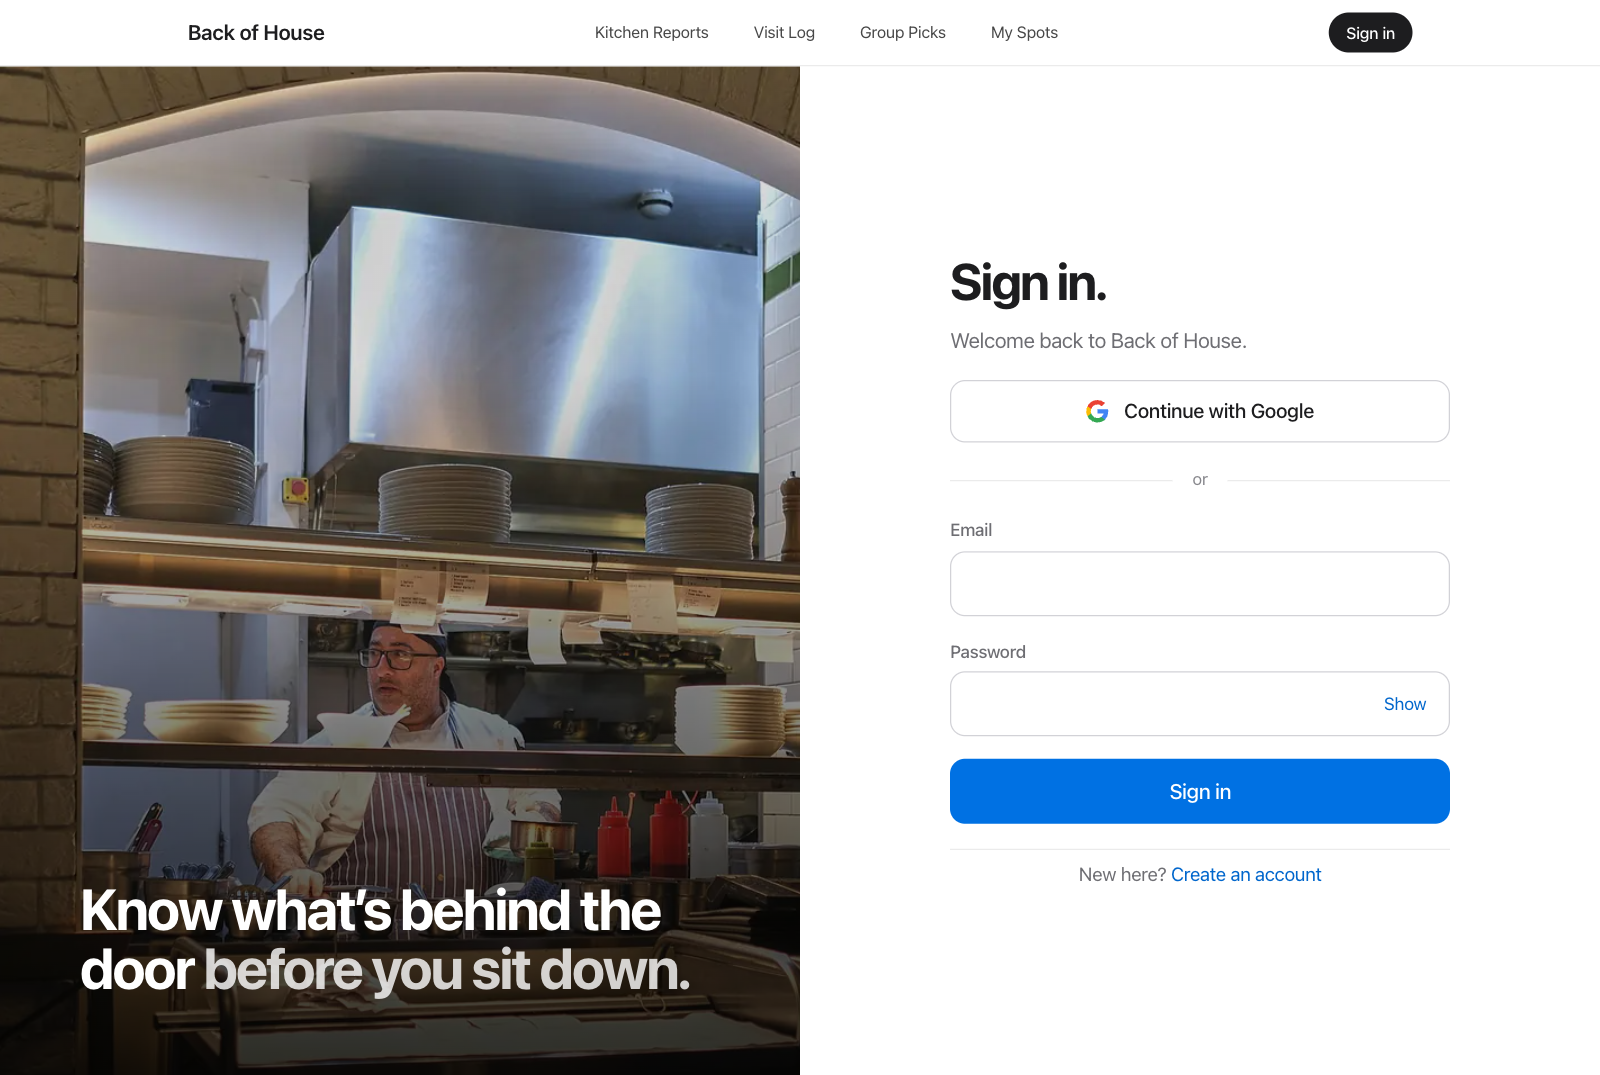 Back of House
Kitchen Reports
Visit Log
Group Picks
My Spots
Sign in
Know what's behind the
door before you sit down.
Sign in.
Welcome back to Back of House.
Continue with Google
or
Email
Password
Show
Sign in
New here? Create an account